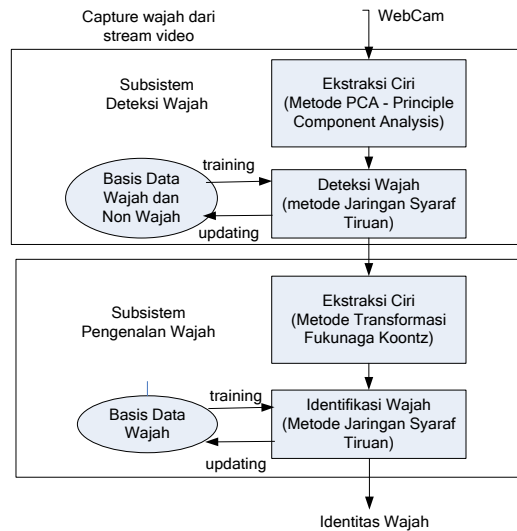 Capture wajah dari
stream video
WebCam
Subsistem
Deteksi Wajah
Ekstraksi Ciri
(Metode PCA - Principle
Component Analysis)
training
Basis Data
Wajah dan
Non Wajah
Deteksi Wajah
(metode Jaringan Syaraf
Tiruan)
updating
Subsistem
Pengenalan Wajah
Ekstraksi Ciri
(Metode Transformasi
Fukunaga Koontz)
training
Basis Data
Wajah
Identifikasi Wajah
(Metode Jaringan Syaraf
Tiruan)
updating
Identitas Wajah